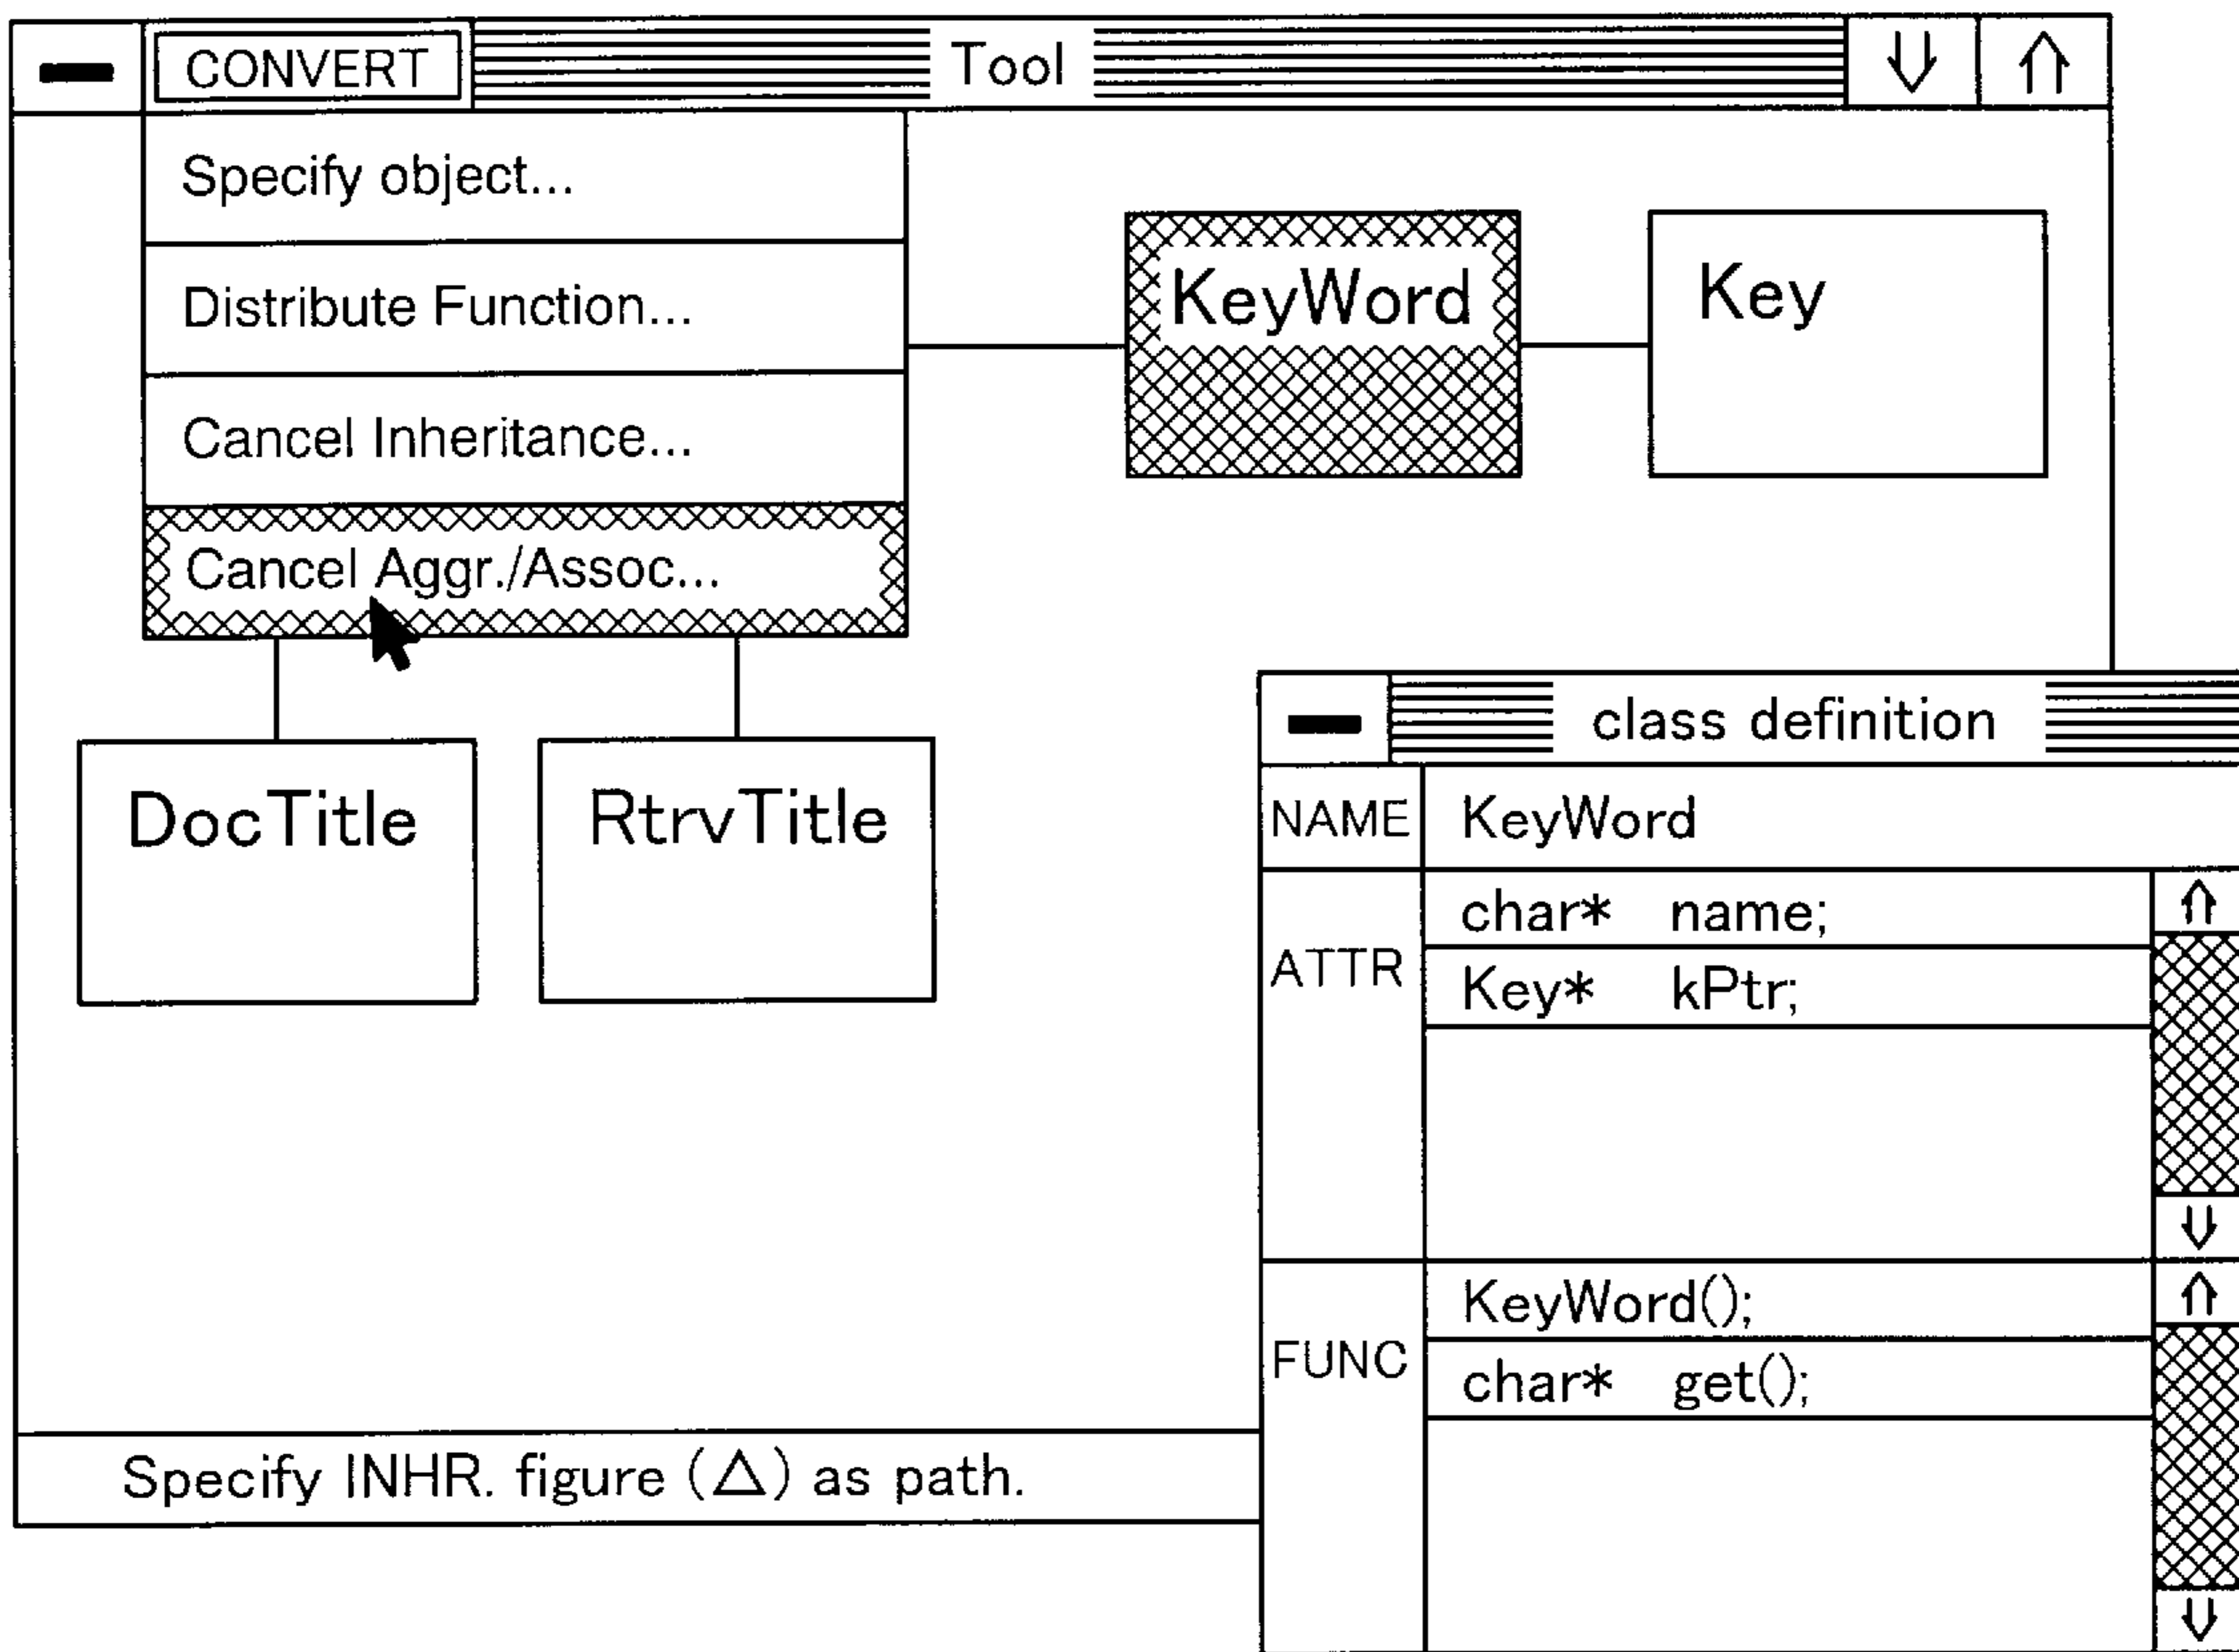 CONVERT
Tool
Specify object...
Distribute Function...
Cancel Inheritance...
Cancel Aggr./Assoc...
KeyWord
Key
DocTitle
RtrvTitle
class definition
NAME
KeyWord
ATTR
char* name;
Key* kPtr;
FUNC
KeyWord();
char* get();
Specify INHR. figure (△) as path.